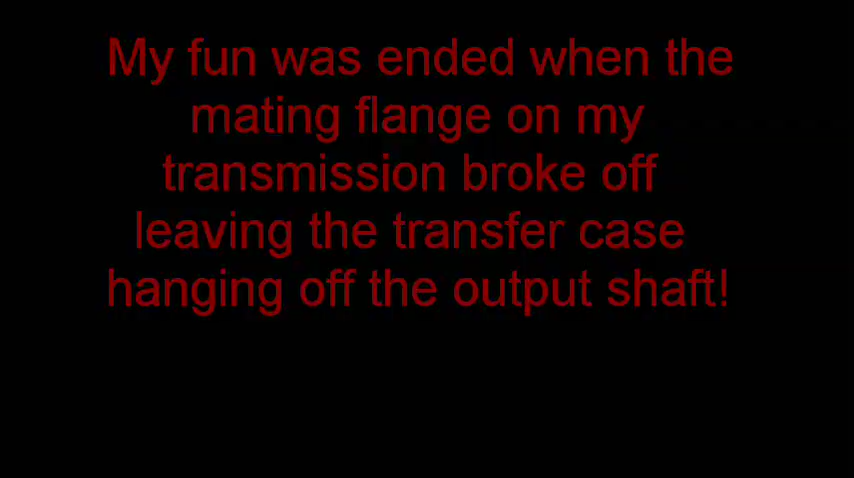 My fun was ended when the
mating flange on my
transmission broke off
leaving the transfer case
hanging off the output shaft!